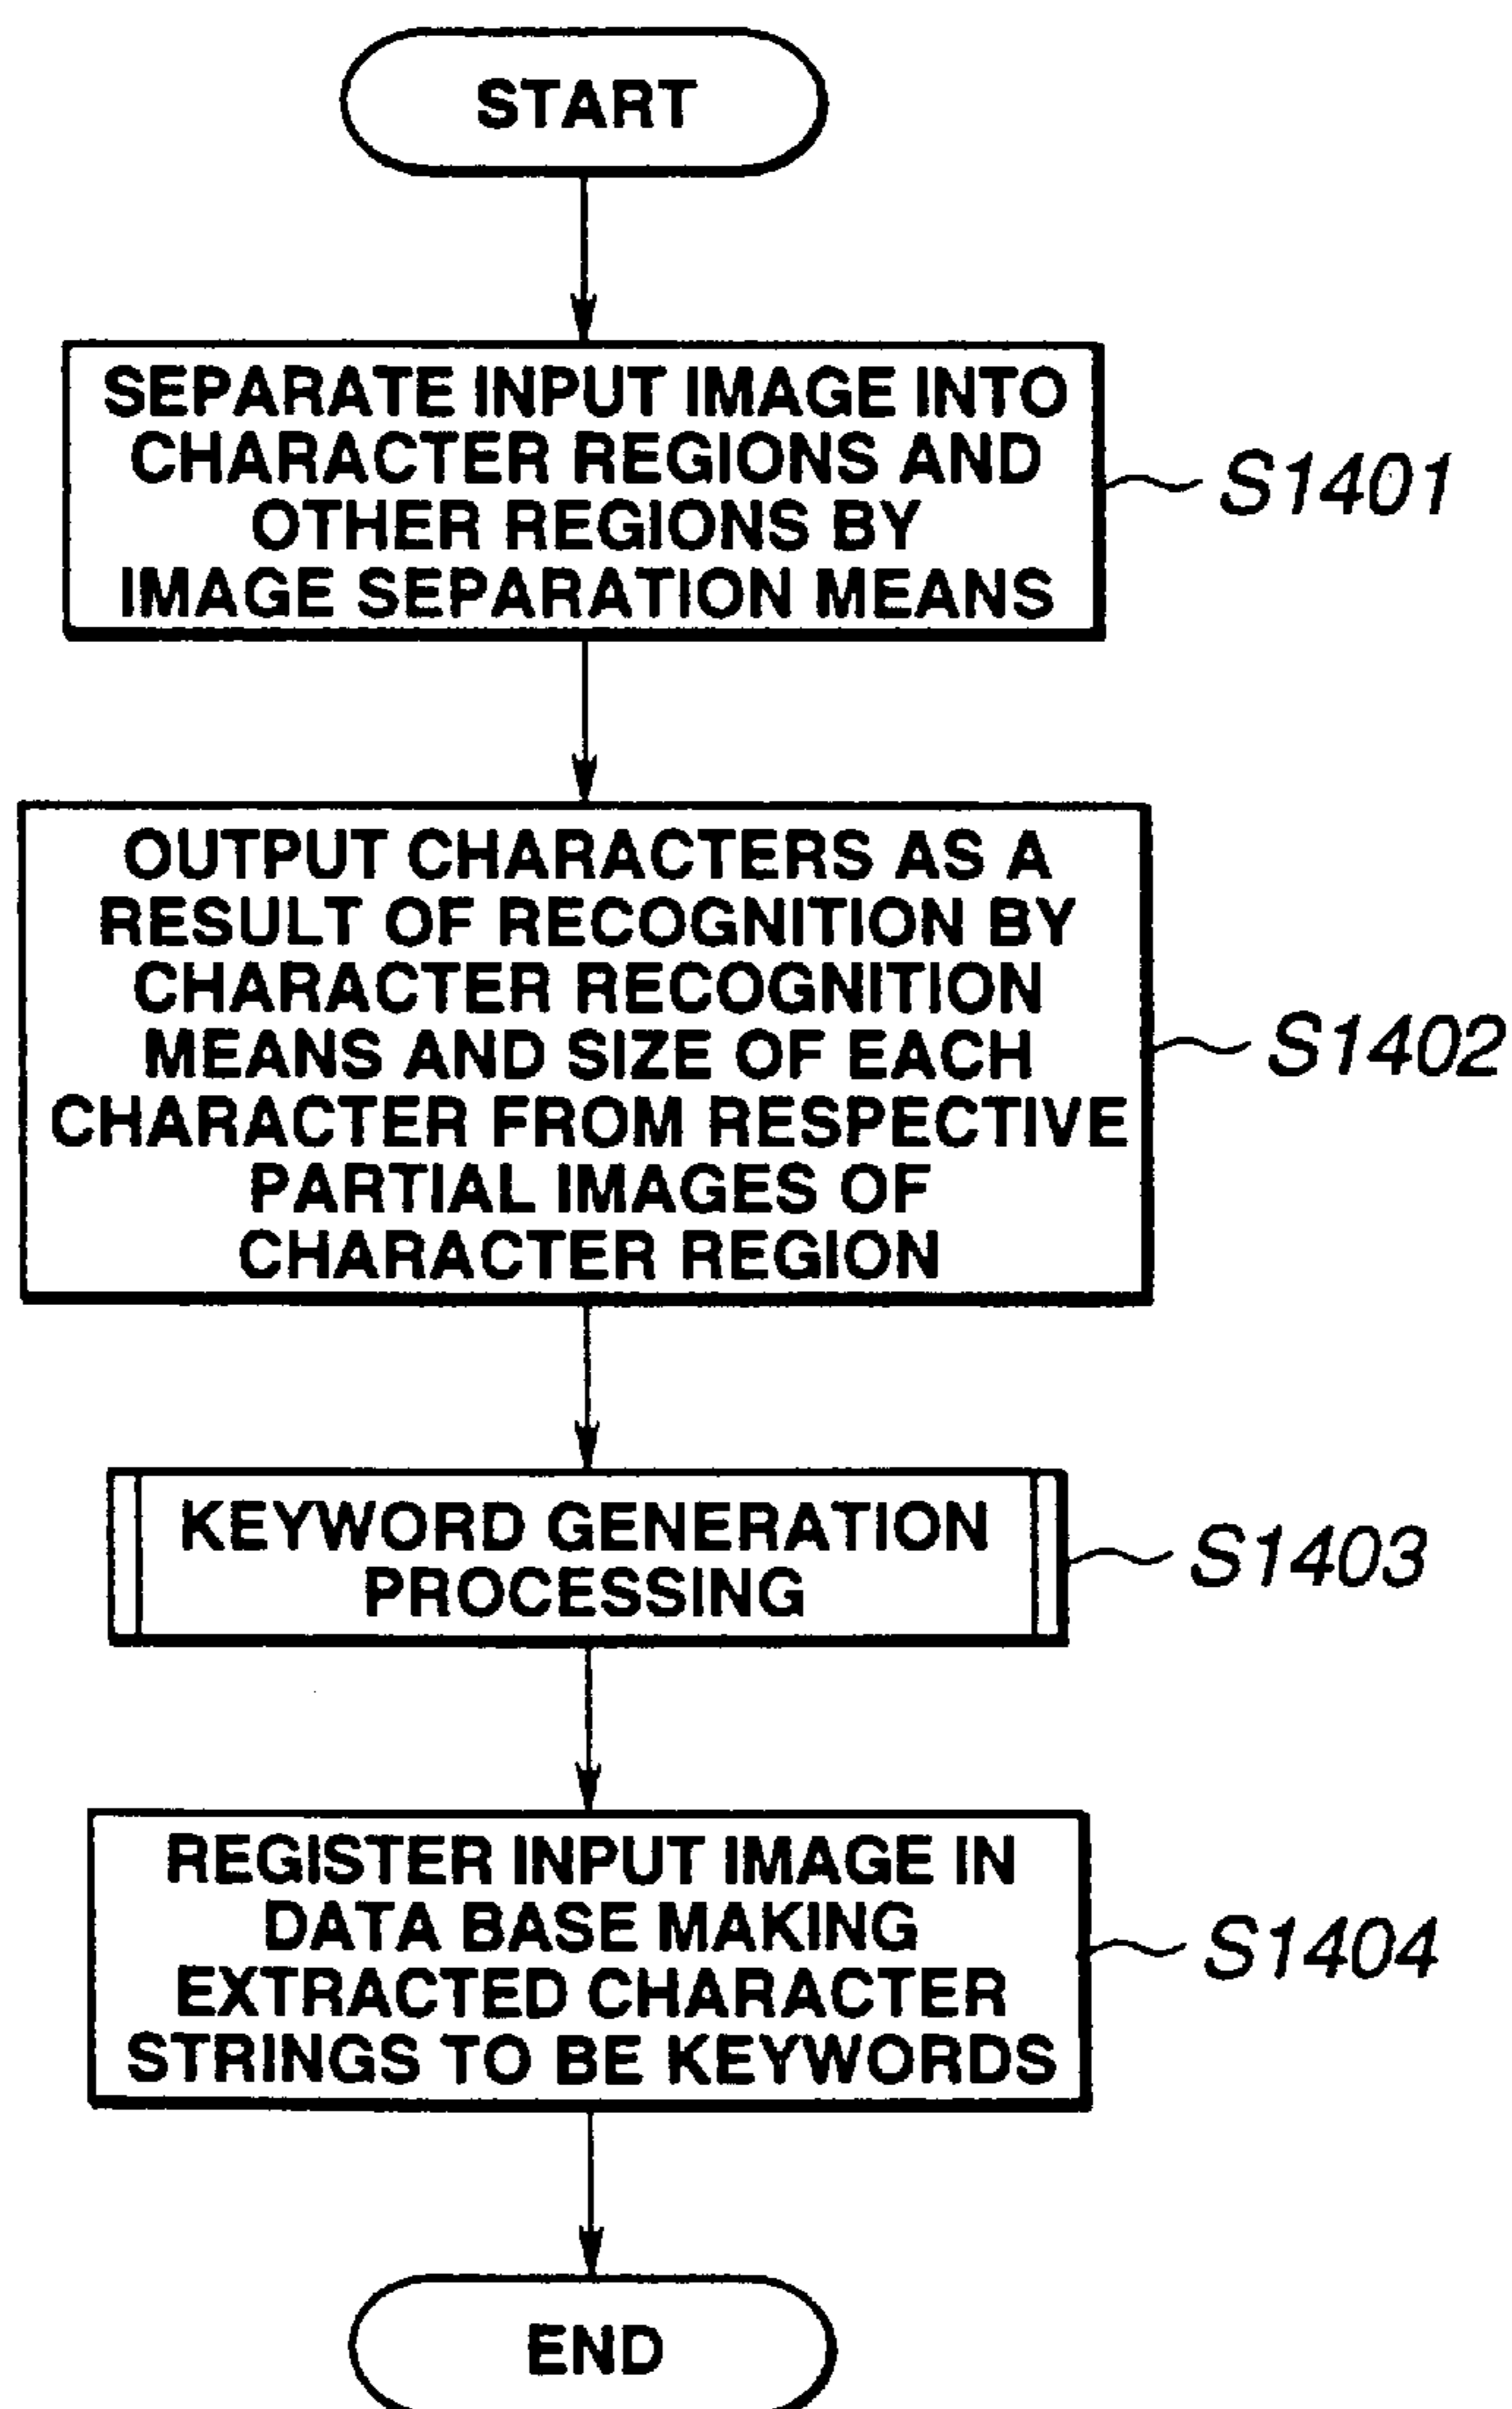 START
SEPARATE INPUT IMAGE INTO
CHARACTER REGIONS AND
OTHER REGIONS BY
IMAGE SEPARATION MEANS
S1401
OUTPUT CHARACTERS AS A
RESULT OF RECOGNITION BY
CHARACTER RECOGNITION
MEANS AND SIZE OF EACH
CHARACTER FROM RESPECTIVE
PARTIAL IMAGES OF
CHARACTER REGION
S1402
KEYWORD GENERATION
PROCESSING
S1403
REGISTER INPUT IMAGE IN
DATA BASE MAKING
EXTRACTED CHARACTER
STRINGS TO BE KEYWORDS
S1404
END